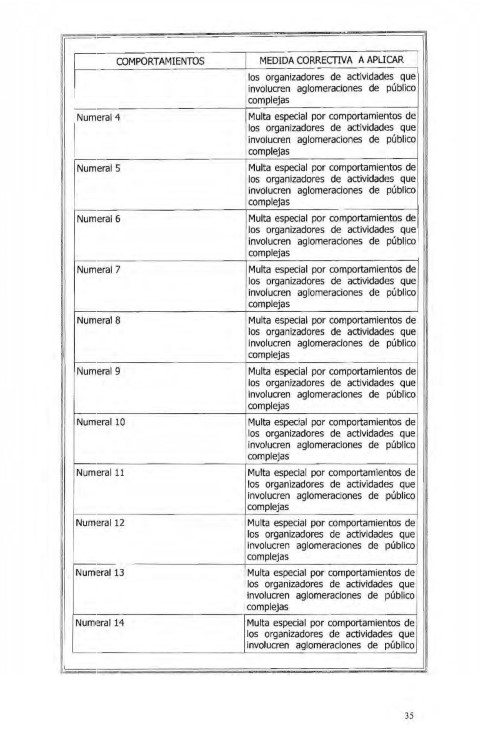 COMPORTAMIENTOS MEDIDA CORRECTIVA A APLICAR
los organizadores de actividades que
involucren aglomeraciones de público
complejas
Numeral 4 Multa especial por comportamientos de
los organizadores de actividades que
involucren aglomeraciones de público
complejas
Numeral 5 Multa especial por comportamientos de
los organizadores de actividades que
involucren aglomeraciones de público
complejas
Numeral 6 Multa especial por comportamientos de
los organizadores de actividades que
involucren aglomeraciones de público
complejas
Numeral 7 Multa especial por comportamientos de
los organizadores de actividades que
involucren aglomeraciones de público
complejas
Numeral 8 Multa especial por comportamientos de
los organizadores de actividades que
involucren aglomeraciones de público
complejas
Numeral 9 Multa especial por comportamientos de
los organizadores de actividades que
involucren aglomeraciones de público
complejas
Numeral 10 Multa especial por comportamientos de
los organizadores de actividades que
involucren aglomeraciones de público
complejas
Numeral 11 Multa especial por comportamientos de
los organizadores de actividades que
involucren aglomeraciones de público
complejas
Numeral 12 Multa especial por comportamientos de
los organizadores de actividades que
involucren aglomeraciones de público
complejas
Numeral 13 Multa especial por comportamientos de
los organizadores de actividades que
involucren aglomeraciones de público
complejas
Numeral 14 Multa especial por comportamientos de
los organizadores de actividades que
involucren aglomeraciones de público
35